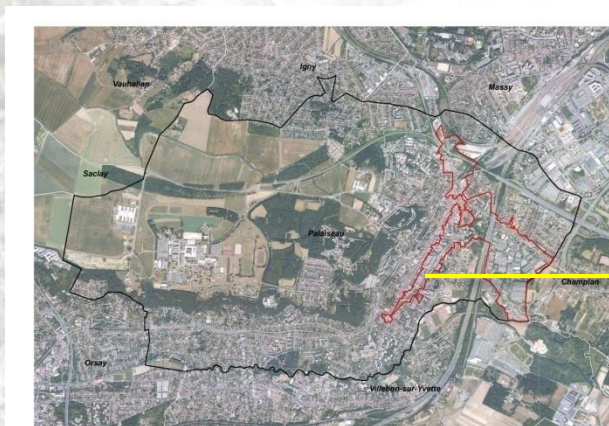 Igny
Vauhallan
Massy
Saclay
Palaiseau
Champlan
Orsay
Villebon-sur-Yvette